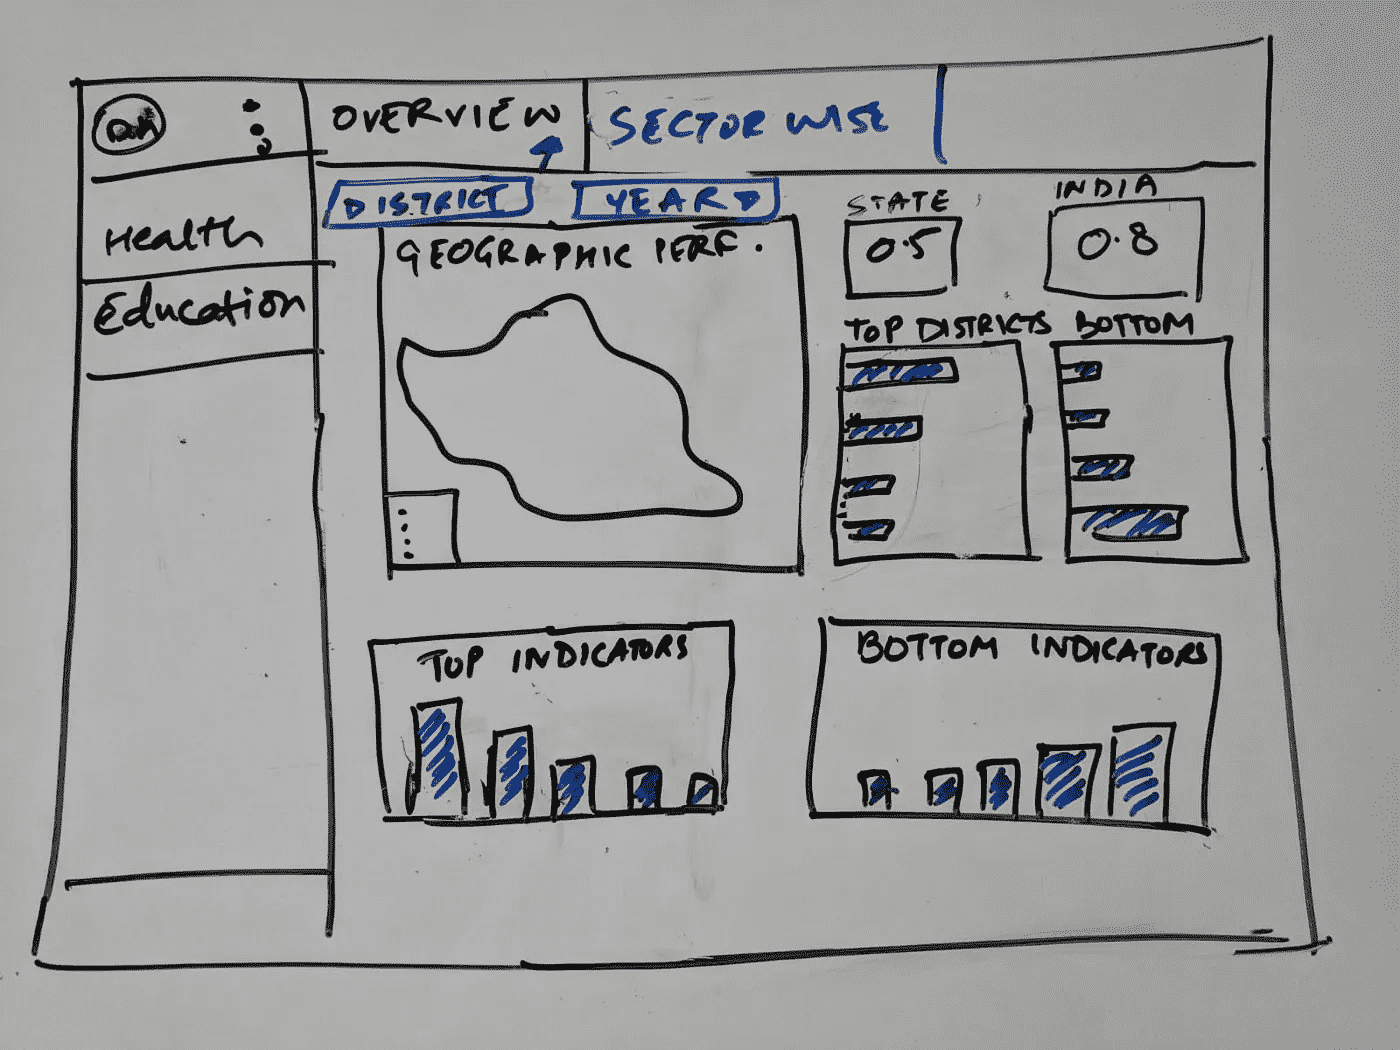 OVERVIEW
SECTOR WISE
Health
Education
DISTRICT
YEAR
GEOGRAPHIC PERF.
STATE
0.5
INDIA
0.8
TOP DISTRICTS
BOTTOM
TOP INDICATORS
BOTTOM INDICATORS